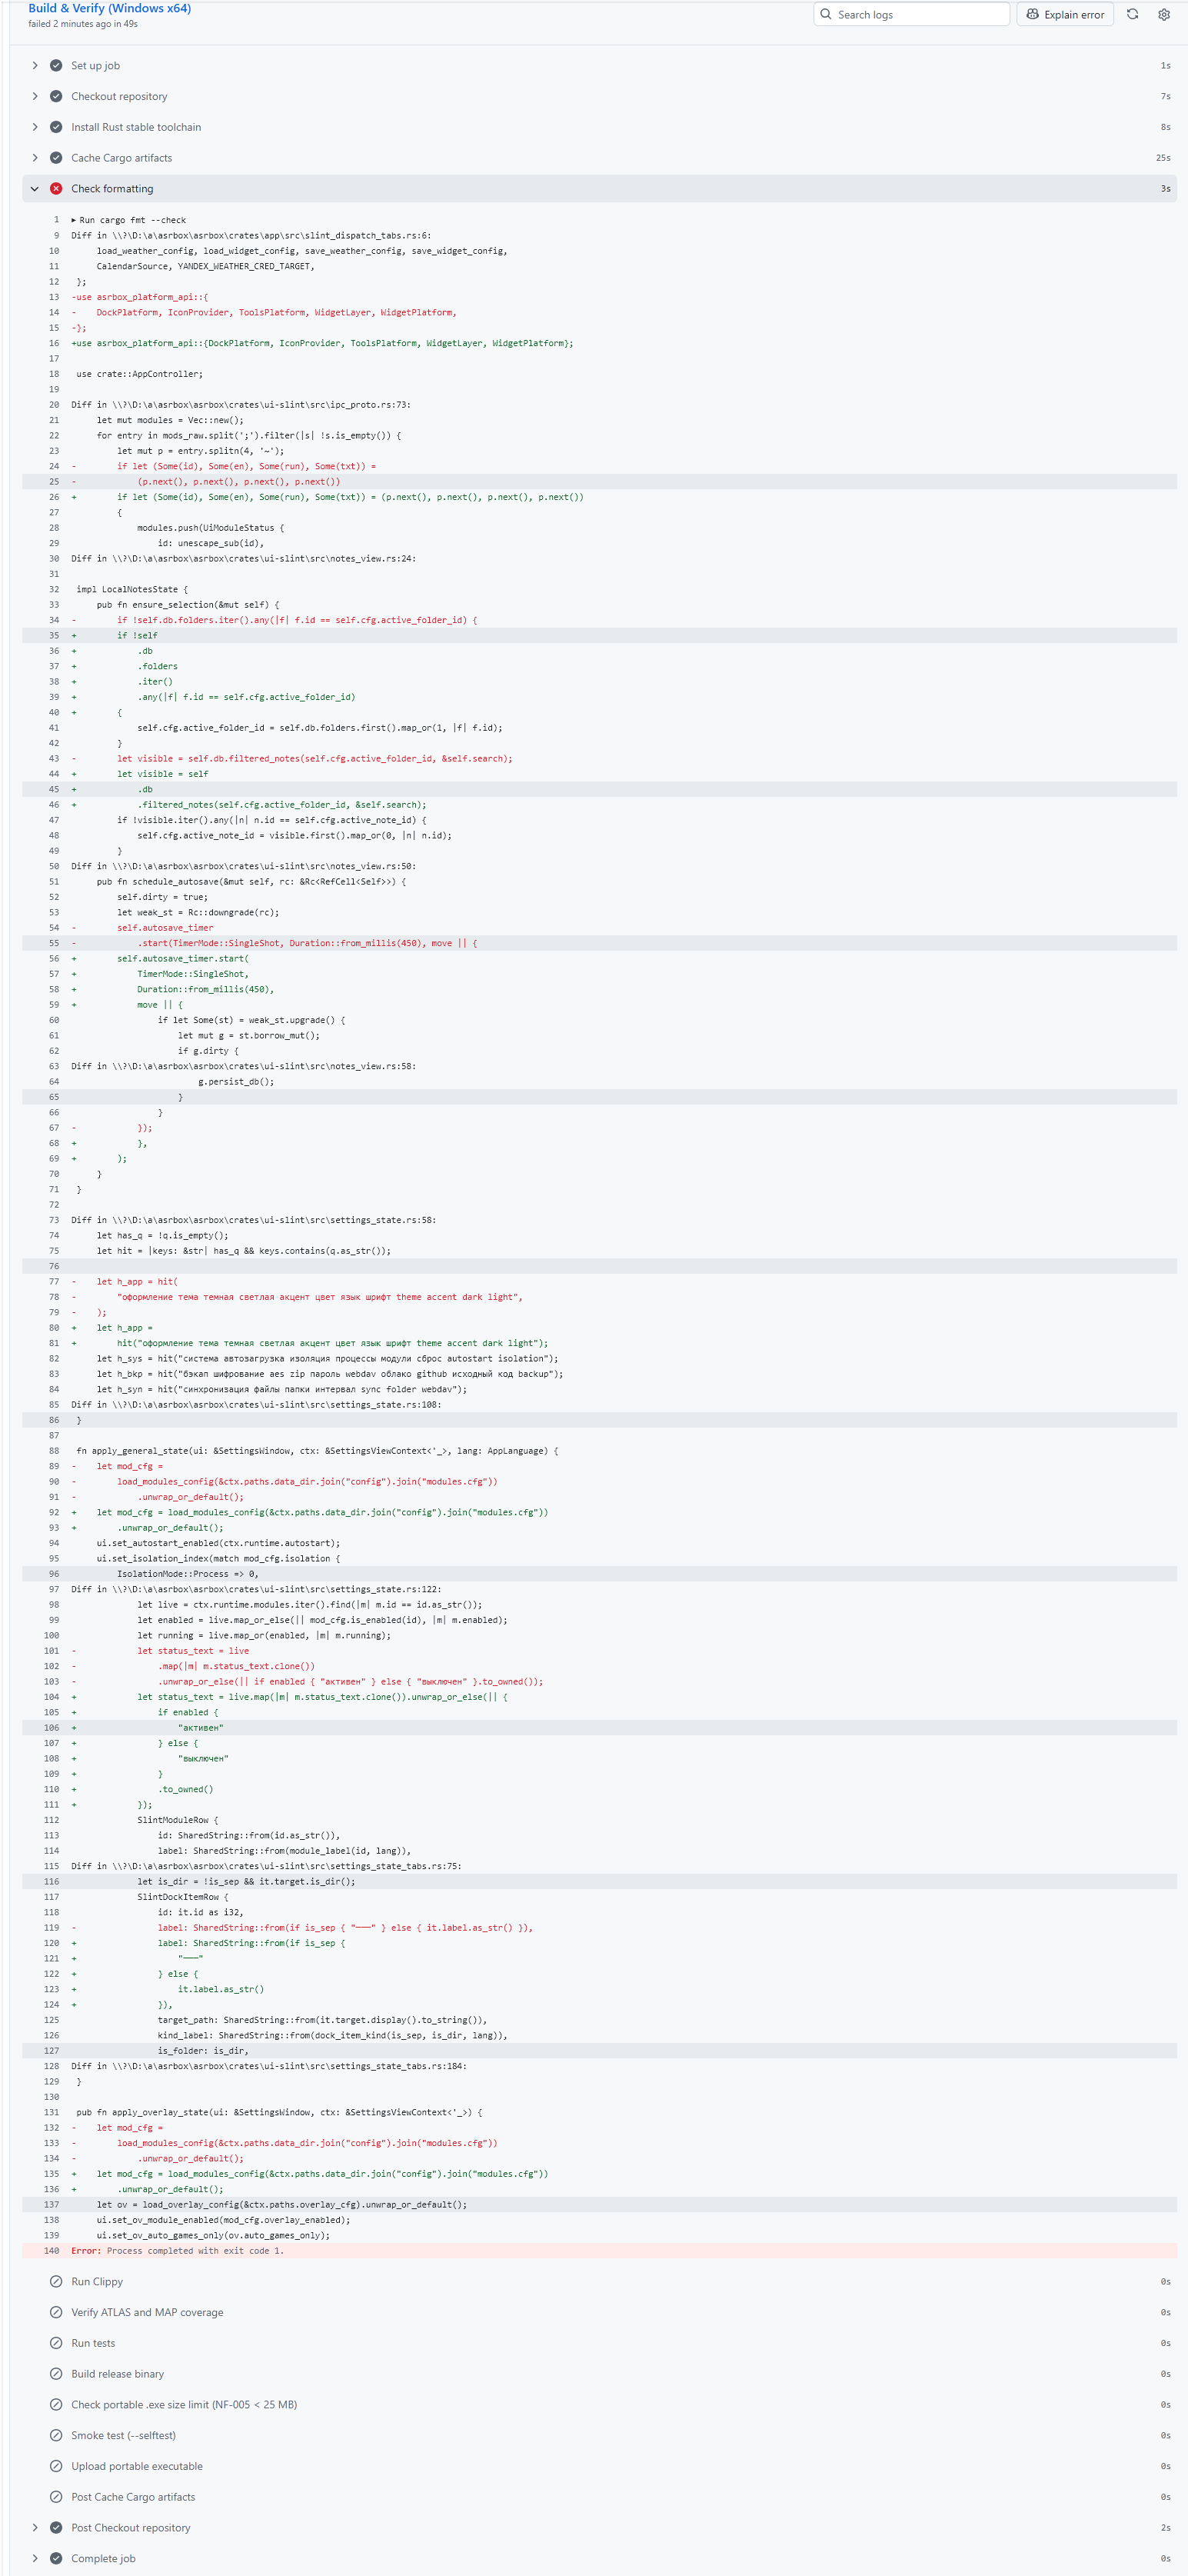 Build & Verify (Windows x64)
failed 2 minutes ago in 49s
Search logs
Explain error
Set up job 1s
Checkout repository 7s
Install Rust stable toolchain 8s
Cache Cargo artifacts 25s
Check formatting 3s
1 ▸ Run cargo fmt --check
9 Diff in \\?\D:\a\asrbox\asrbox\crates\app\src\slint_dispatch_tabs.rs:6:
10      load_weather_config, load_widget_config, save_weather_config, save_widget_config,
11      CalendarSource, YANDEX_WEATHER_CRED_TARGET,
12  };
13 -use asrbox_platform_api::{
14 -    DockPlatform, IconProvider, ToolsPlatform, WidgetLayer, WidgetPlatform,
15 -};
16 +use asrbox_platform_api::{DockPlatform, IconProvider, ToolsPlatform, WidgetLayer, WidgetPlatform};
17
18  use crate::AppController;
19
20 Diff in \\?\D:\a\asrbox\asrbox\crates\ui-slint\src\ipc_proto.rs:73:
21      let mut modules = Vec::new();
22      for entry in mods_raw.split(';').filter(|s| !s.is_empty()) {
23          let mut p = entry.splitn(4, '~');
24 -        if let (Some(id), Some(en), Some(run), Some(txt)) =
25 -            (p.next(), p.next(), p.next(), p.next())
26 +        if let (Some(id), Some(en), Some(run), Some(txt)) = (p.next(), p.next(), p.next(), p.next())
27          {
28              modules.push(UiModuleStatus {
29                  id: unescape_sub(id),
30 Diff in \\?\D:\a\asrbox\asrbox\crates\ui-slint\src\notes_view.rs:24:
31
32  impl LocalNotesState {
33      pub fn ensure_selection(&mut self) {
34 -        if !self.db.folders.iter().any(|f| f.id == self.cfg.active_folder_id) {
35 +        if !self
36 +            .db
37 +            .folders
38 +            .iter()
39 +            .any(|f| f.id == self.cfg.active_folder_id)
40 +        {
41              self.cfg.active_folder_id = self.db.folders.first().map_or(1, |f| f.id);
42          }
43 -        let visible = self.db.filtered_notes(self.cfg.active_folder_id, &self.search);
44 +        let visible = self
45 +            .db
46 +            .filtered_notes(self.cfg.active_folder_id, &self.search);
47          if !visible.iter().any(|n| n.id == self.cfg.active_note_id) {
48              self.cfg.active_note_id = visible.first().map_or(0, |n| n.id);
49          }
50 Diff in \\?\D:\a\asrbox\asrbox\crates\ui-slint\src\notes_view.rs:50:
51      pub fn schedule_autosave(&mut self, rc: &Rc<RefCell<Self>>) {
52          self.dirty = true;
53          let weak_st = Rc::downgrade(rc);
54 -        self.autosave_timer
55 -            .start(TimerMode::SingleShot, Duration::from_millis(450), move || {
56 +        self.autosave_timer.start(
57 +            TimerMode::SingleShot,
58 +            Duration::from_millis(450),
59 +            move || {
60                  if let Some(st) = weak_st.upgrade() {
61                      let mut g = st.borrow_mut();
62                      if g.dirty {
63 Diff in \\?\D:\a\asrbox\asrbox\crates\ui-slint\src\notes_view.rs:58:
64                          g.persist_db();
65                      }
66                  }
67 -            });
68 +            },
69 +        );
70      }
71  }
72
73 Diff in \\?\D:\a\asrbox\asrbox\crates\ui-slint\src\settings_state.rs:58:
74      let has_q = !q.is_empty();
75      let hit = |keys: &str| has_q && keys.contains(q.as_str());
76
77 -    let h_app = hit(
78 -        "оформление тема темная светлая акцент цвет язык шрифт theme accent dark light",
79 -    );
80 +    let h_app =
81 +        hit("оформление тема темная светлая акцент цвет язык шрифт theme accent dark light");
82      let h_sys = hit("система автозагрузка изоляция процессы модули сброс autostart isolation");
83      let h_bkp = hit("бэкап шифрование aes zip пароль webdav облако github исходный код backup");
84      let h_syn = hit("синхронизация файлы папки интервал sync folder webdav");
85 Diff in \\?\D:\a\asrbox\asrbox\crates\ui-slint\src\settings_state.rs:108:
86  }
87
88  fn apply_general_state(ui: &SettingsWindow, ctx: &SettingsViewContext<'_>, lang: AppLanguage) {
89 -    let mod_cfg =
90 -        load_modules_config(&ctx.paths.data_dir.join("config").join("modules.cfg"))
91 -            .unwrap_or_default();
92 +    let mod_cfg = load_modules_config(&ctx.paths.data_dir.join("config").join("modules.cfg"))
93 +        .unwrap_or_default();
94      ui.set_autostart_enabled(ctx.runtime.autostart);
95      ui.set_isolation_index(match mod_cfg.isolation {
96          IsolationMode::Process => 0,
97 Diff in \\?\D:\a\asrbox\asrbox\crates\ui-slint\src\settings_state.rs:122:
98              let live = ctx.runtime.modules.iter().find(|m| m.id == id.as_str());
99              let enabled = live.map_or_else(|| mod_cfg.is_enabled(id), |m| m.enabled);
100              let running = live.map_or(enabled, |m| m.running);
101 -            let status_text = live
102 -                .map(|m| m.status_text.clone())
103 -                .unwrap_or_else(|| if enabled { "активен" } else { "выключен" }.to_owned());
104 +            let status_text = live.map(|m| m.status_text.clone()).unwrap_or_else(|| {
105 +                if enabled {
106 +                    "активен"
107 +                } else {
108 +                    "выключен"
109 +                }
110 +                .to_owned()
111 +            });
112              SlintModuleRow {
113                  id: SharedString::from(id.as_str()),
114                  label: SharedString::from(module_label(id, lang)),
115 Diff in \\?\D:\a\asrbox\asrbox\crates\ui-slint\src\settings_state_tabs.rs:75:
116              let is_dir = !is_sep && it.target.is_dir();
117              SlintDockItemRow {
118                  id: it.id as i32,
119 -                label: SharedString::from(if is_sep { "───" } else { it.label.as_str() }),
120 +                label: SharedString::from(if is_sep {
121 +                    "───"
122 +                } else {
123 +                    it.label.as_str()
124 +                }),
125                  target_path: SharedString::from(it.target.display().to_string()),
126                  kind_label: SharedString::from(dock_item_kind(is_sep, is_dir, lang)),
127                  is_folder: is_dir,
128 Diff in \\?\D:\a\asrbox\asrbox\crates\ui-slint\src\settings_state_tabs.rs:184:
129  }
130
131  pub fn apply_overlay_state(ui: &SettingsWindow, ctx: &SettingsViewContext<'_>) {
132 -    let mod_cfg =
133 -        load_modules_config(&ctx.paths.data_dir.join("config").join("modules.cfg"))
134 -            .unwrap_or_default();
135 +    let mod_cfg = load_modules_config(&ctx.paths.data_dir.join("config").join("modules.cfg"))
136 +        .unwrap_or_default();
137      let ov = load_overlay_config(&ctx.paths.overlay_cfg).unwrap_or_default();
138      ui.set_ov_module_enabled(mod_cfg.overlay_enabled);
139      ui.set_ov_auto_games_only(ov.auto_games_only);
140 Error: Process completed with exit code 1.
Run Clippy 0s
Verify ATLAS and MAP coverage 0s
Run tests 0s
Build release binary 0s
Check portable .exe size limit (NF-005 < 25 MB) 0s
Smoke test (--selftest) 0s
Upload portable executable 0s
Post Cache Cargo artifacts 0s
Post Checkout repository 2s
Complete job 0s